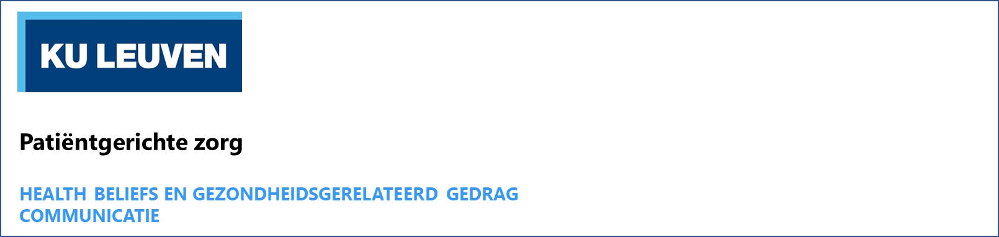 KU LEUVEN
Patiëntgerichte zorg
HEALTH BELIEFS EN GEZONDHEIDSGERELATEERD GEDRAG
COMMUNICATIE